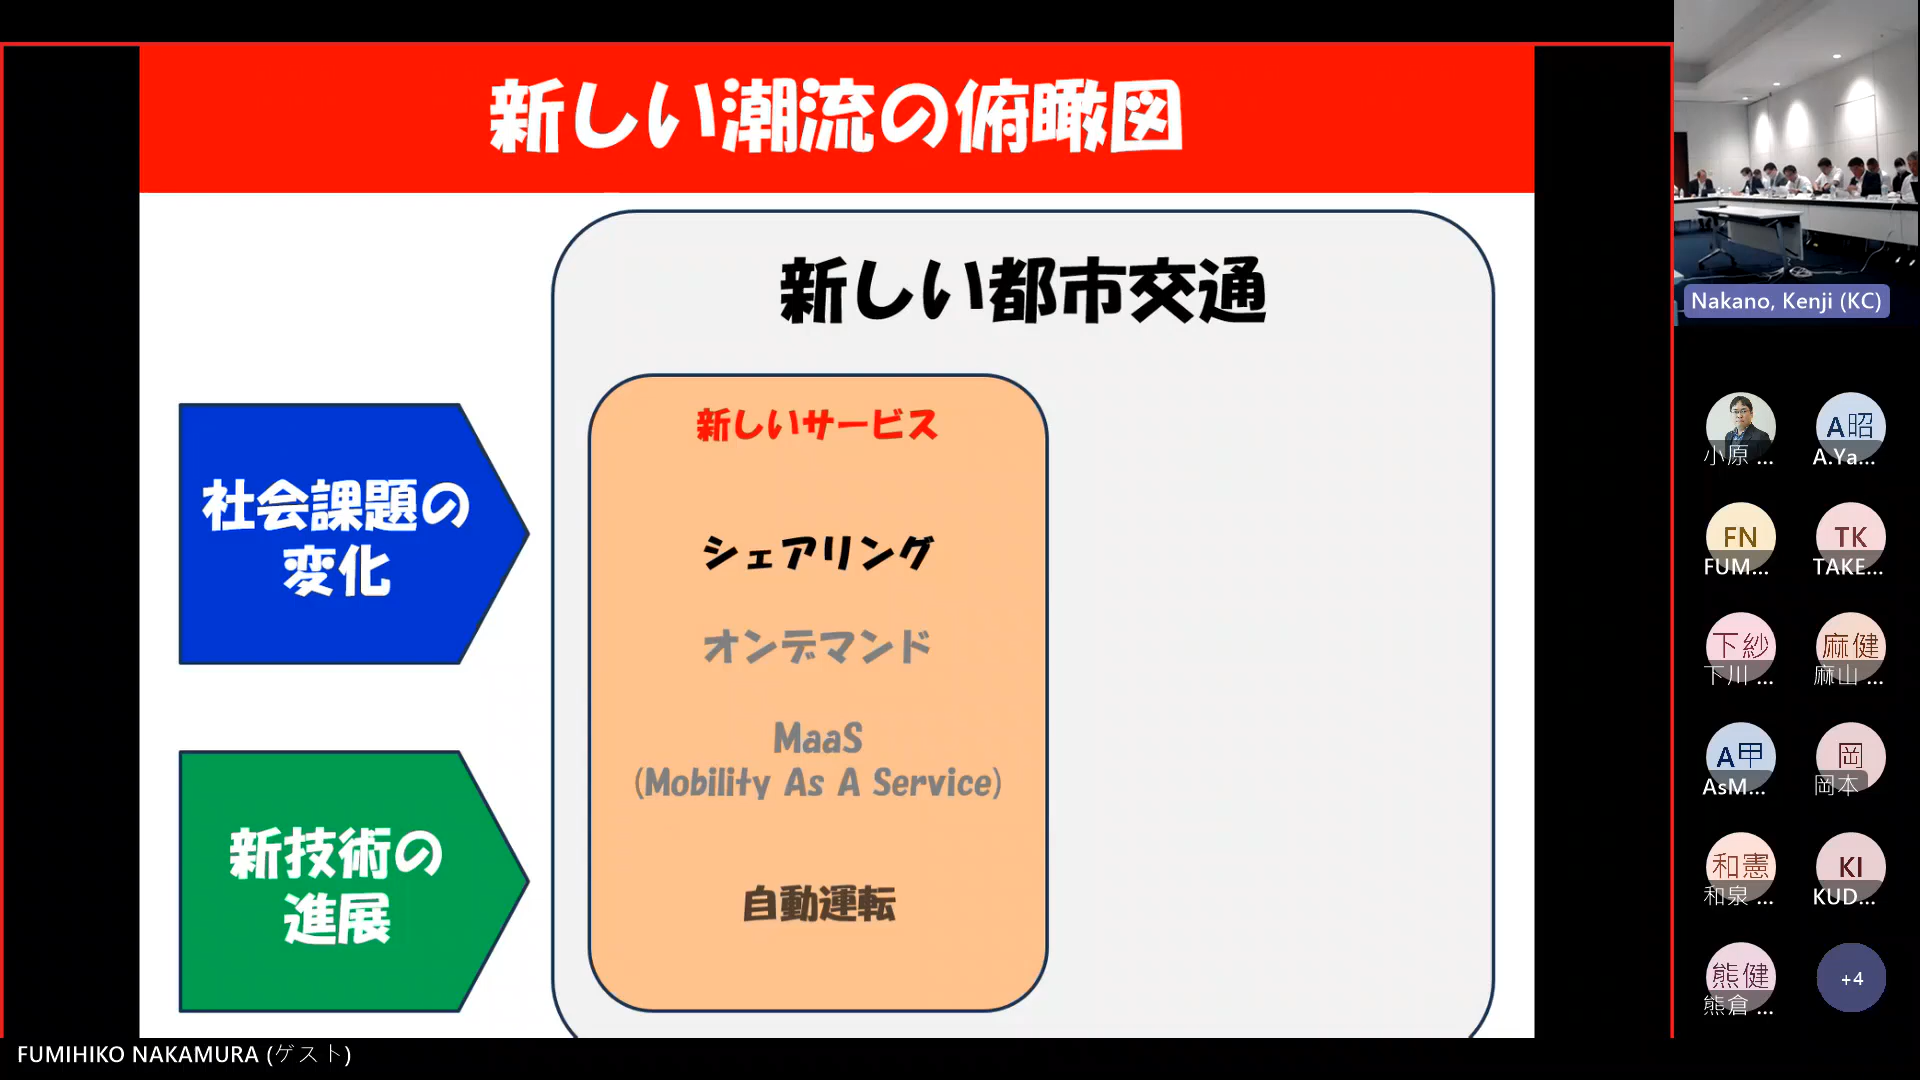 新しい潮流の俯瞰図
新しい都市交通
社会課題の
変化
新技術の
進展
新しいサービス
シェアリング
オンデマンド
MaaS
(Mobility As A Service)
自動運転
FUMIHIKO NAKAMURA (ゲスト)
Nakano, Kenji (KC)
小原 ...
A昭
A.Ya...
FN
FUM...
TK
TAKE...
下紗
下川 ...
麻健
麻山 ...
A甲
AsM...
岡
岡本
和憲
和泉 ...
KI
KUD...
熊健
熊倉 ...
+4